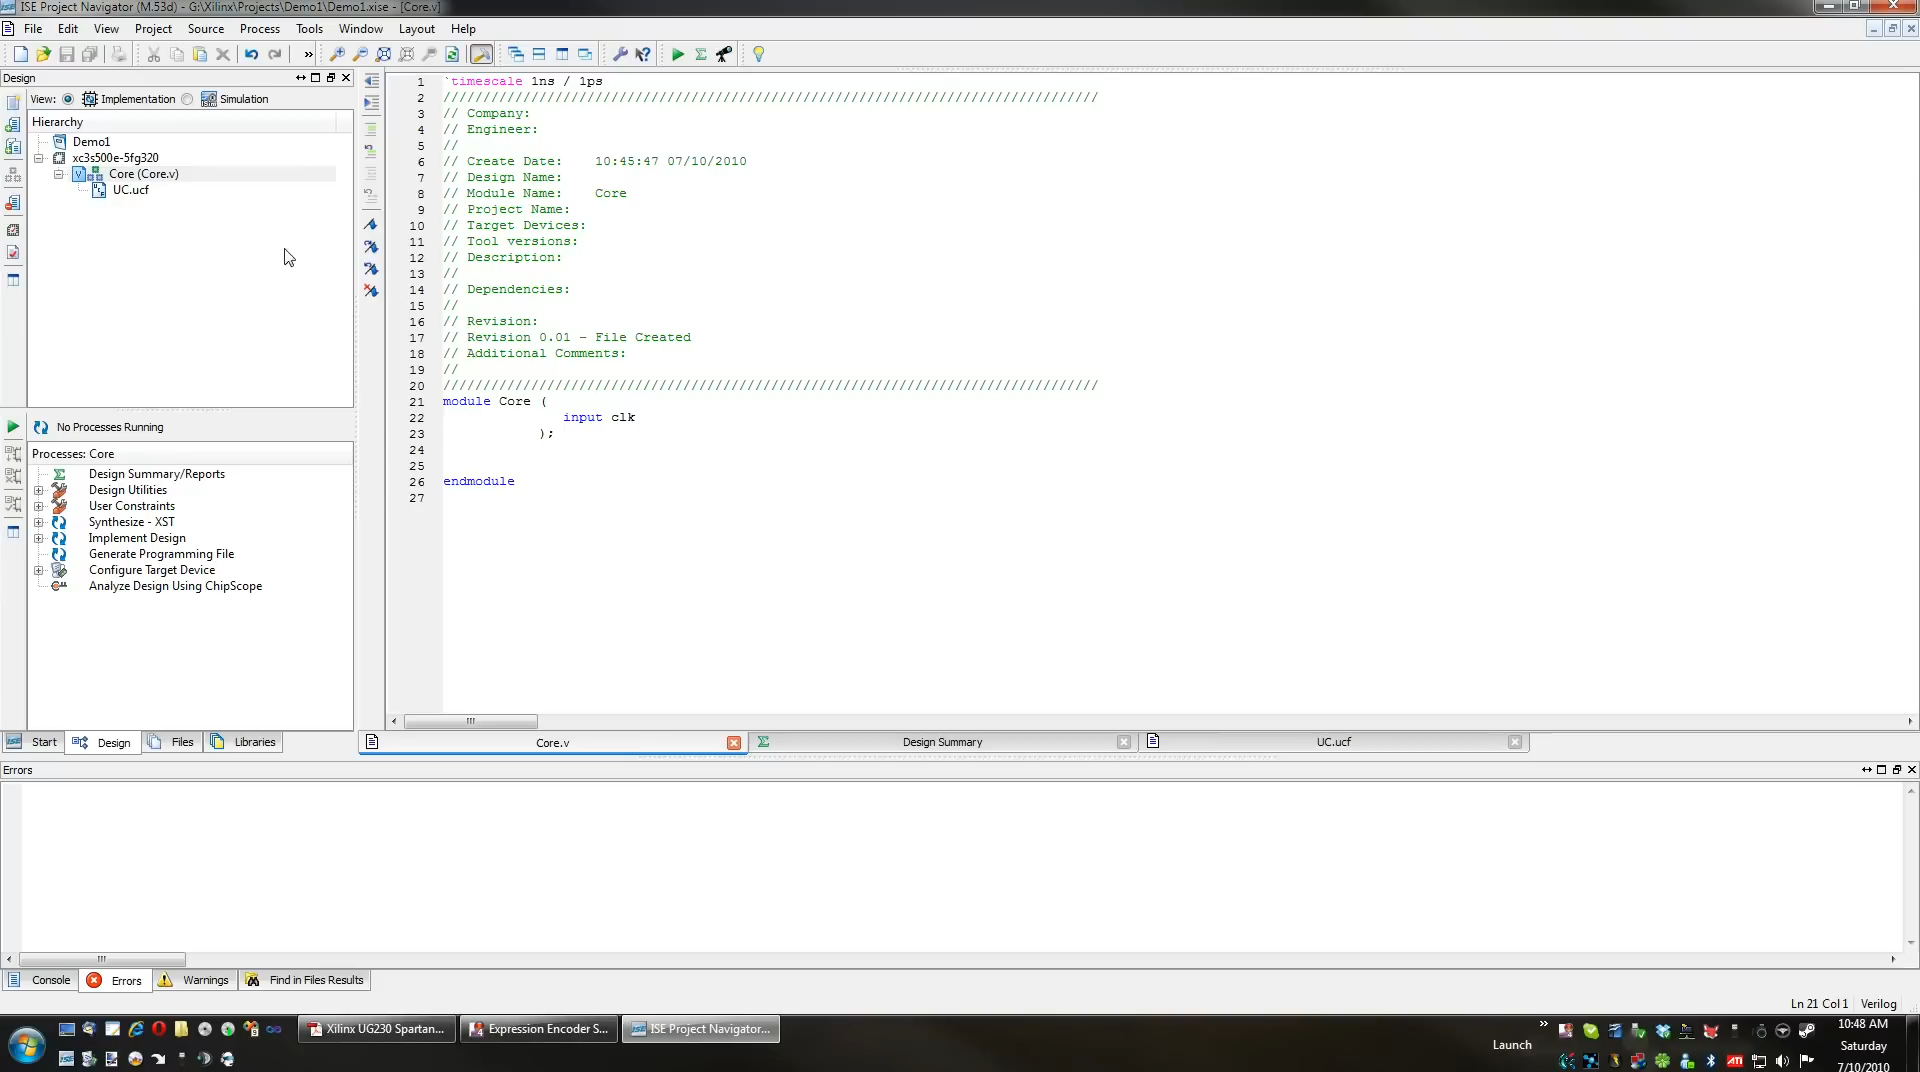 ISE Project Navigator (M.53d) - G:\Xilinx\Projects\Demo1\Demo1.xise - [Core.v]
File Edit View Project Source Process Tools Window Layout Help
Design
View: Implementation Simulation
Hierarchy
Demo1
xc3s500e-5fg320
Core (Core.v)
UC.ucf
No Processes Running
Processes: Core
Design Summary/Reports
Design Utilities
User Constraints
Synthesize - XST
Implement Design
Generate Programming File
Configure Target Device
Analyze Design Using ChipScope
Start Design Files Libraries
1 `timescale 1ns / 1ps
2 //////////////////////////////////////////////////////////////////////////////////
3 // Company:
4 // Engineer:
5 //
6 // Create Date:    10:45:47 07/10/2010
7 // Design Name:
8 // Module Name:    Core
9 // Project Name:
10 // Target Devices:
11 // Tool versions:
12 // Description:
13 //
14 // Dependencies:
15 //
16 // Revision:
17 // Revision 0.01 - File Created
18 // Additional Comments:
19 //
20 //////////////////////////////////////////////////////////////////////////////////
21 module Core (
22 input clk
23 );
24
25
26 endmodule
27
Core.v Design Summary UC.ucf
Errors
Console Errors Warnings Find in Files Results
Ln 21 Col 1 Verilog
Xilinx UG230 Spartan... Expression Encoder S... ISE Project Navigator...
Launch
10:48 AM
Saturday
7/10/2010